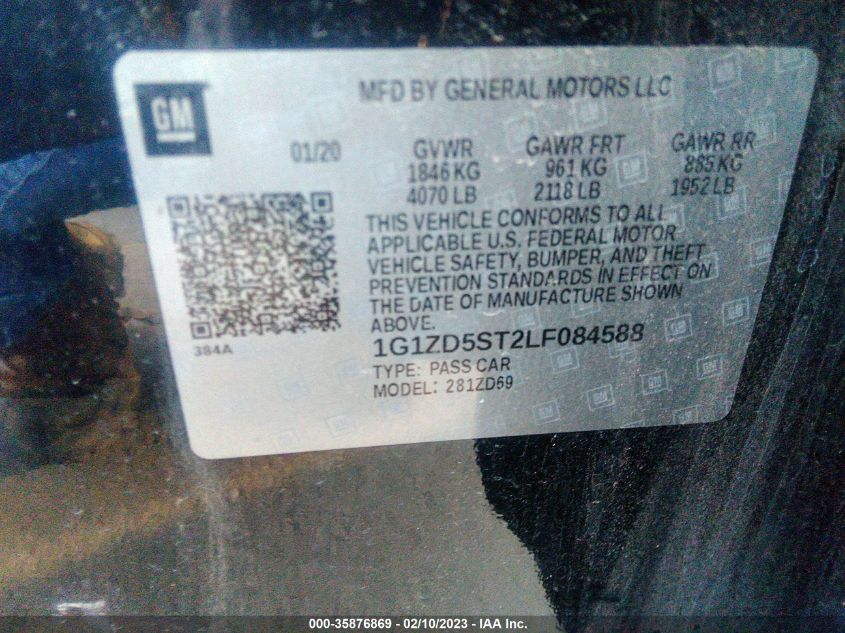 GM
MFD BY GENERAL MOTORS LLC
01/20
GVWR
1846 KG
4070 LB
GAWR FRT
961 KG
2118 LB
GAWR RR
885 KG
1952 LB
THIS VEHICLE CONFORMS TO ALL
APPLICABLE U.S. FEDERAL MOTOR
VEHICLE SAFETY, BUMPER, AND THEFT
PREVENTION STANDARDS IN EFFECT ON
THE DATE OF MANUFACTURE SHOWN
ABOVE.
384A
1G1ZD5ST2LF084588
TYPE: PASS CAR
MODEL: 281ZD69
000-35876869 - 02/10/2023 - IAA Inc.